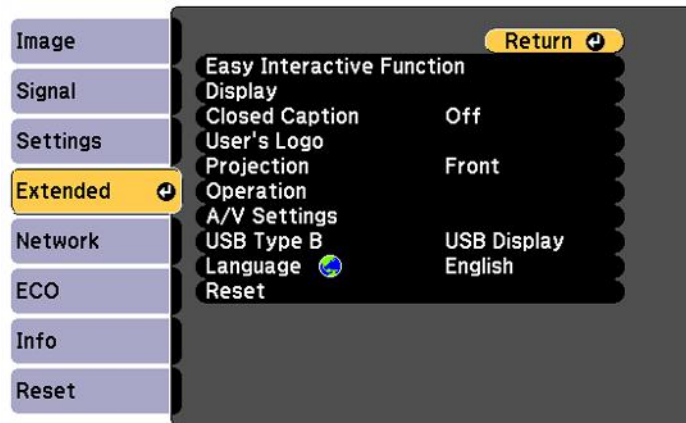 Image
Signal
Settings
Extended
Network
ECO
Info
Reset
Return
Easy Interactive Function
Display
Closed Caption Off
User's Logo
Projection Front
Operation
A/V Settings
USB Type B USB Display
Language English
Reset